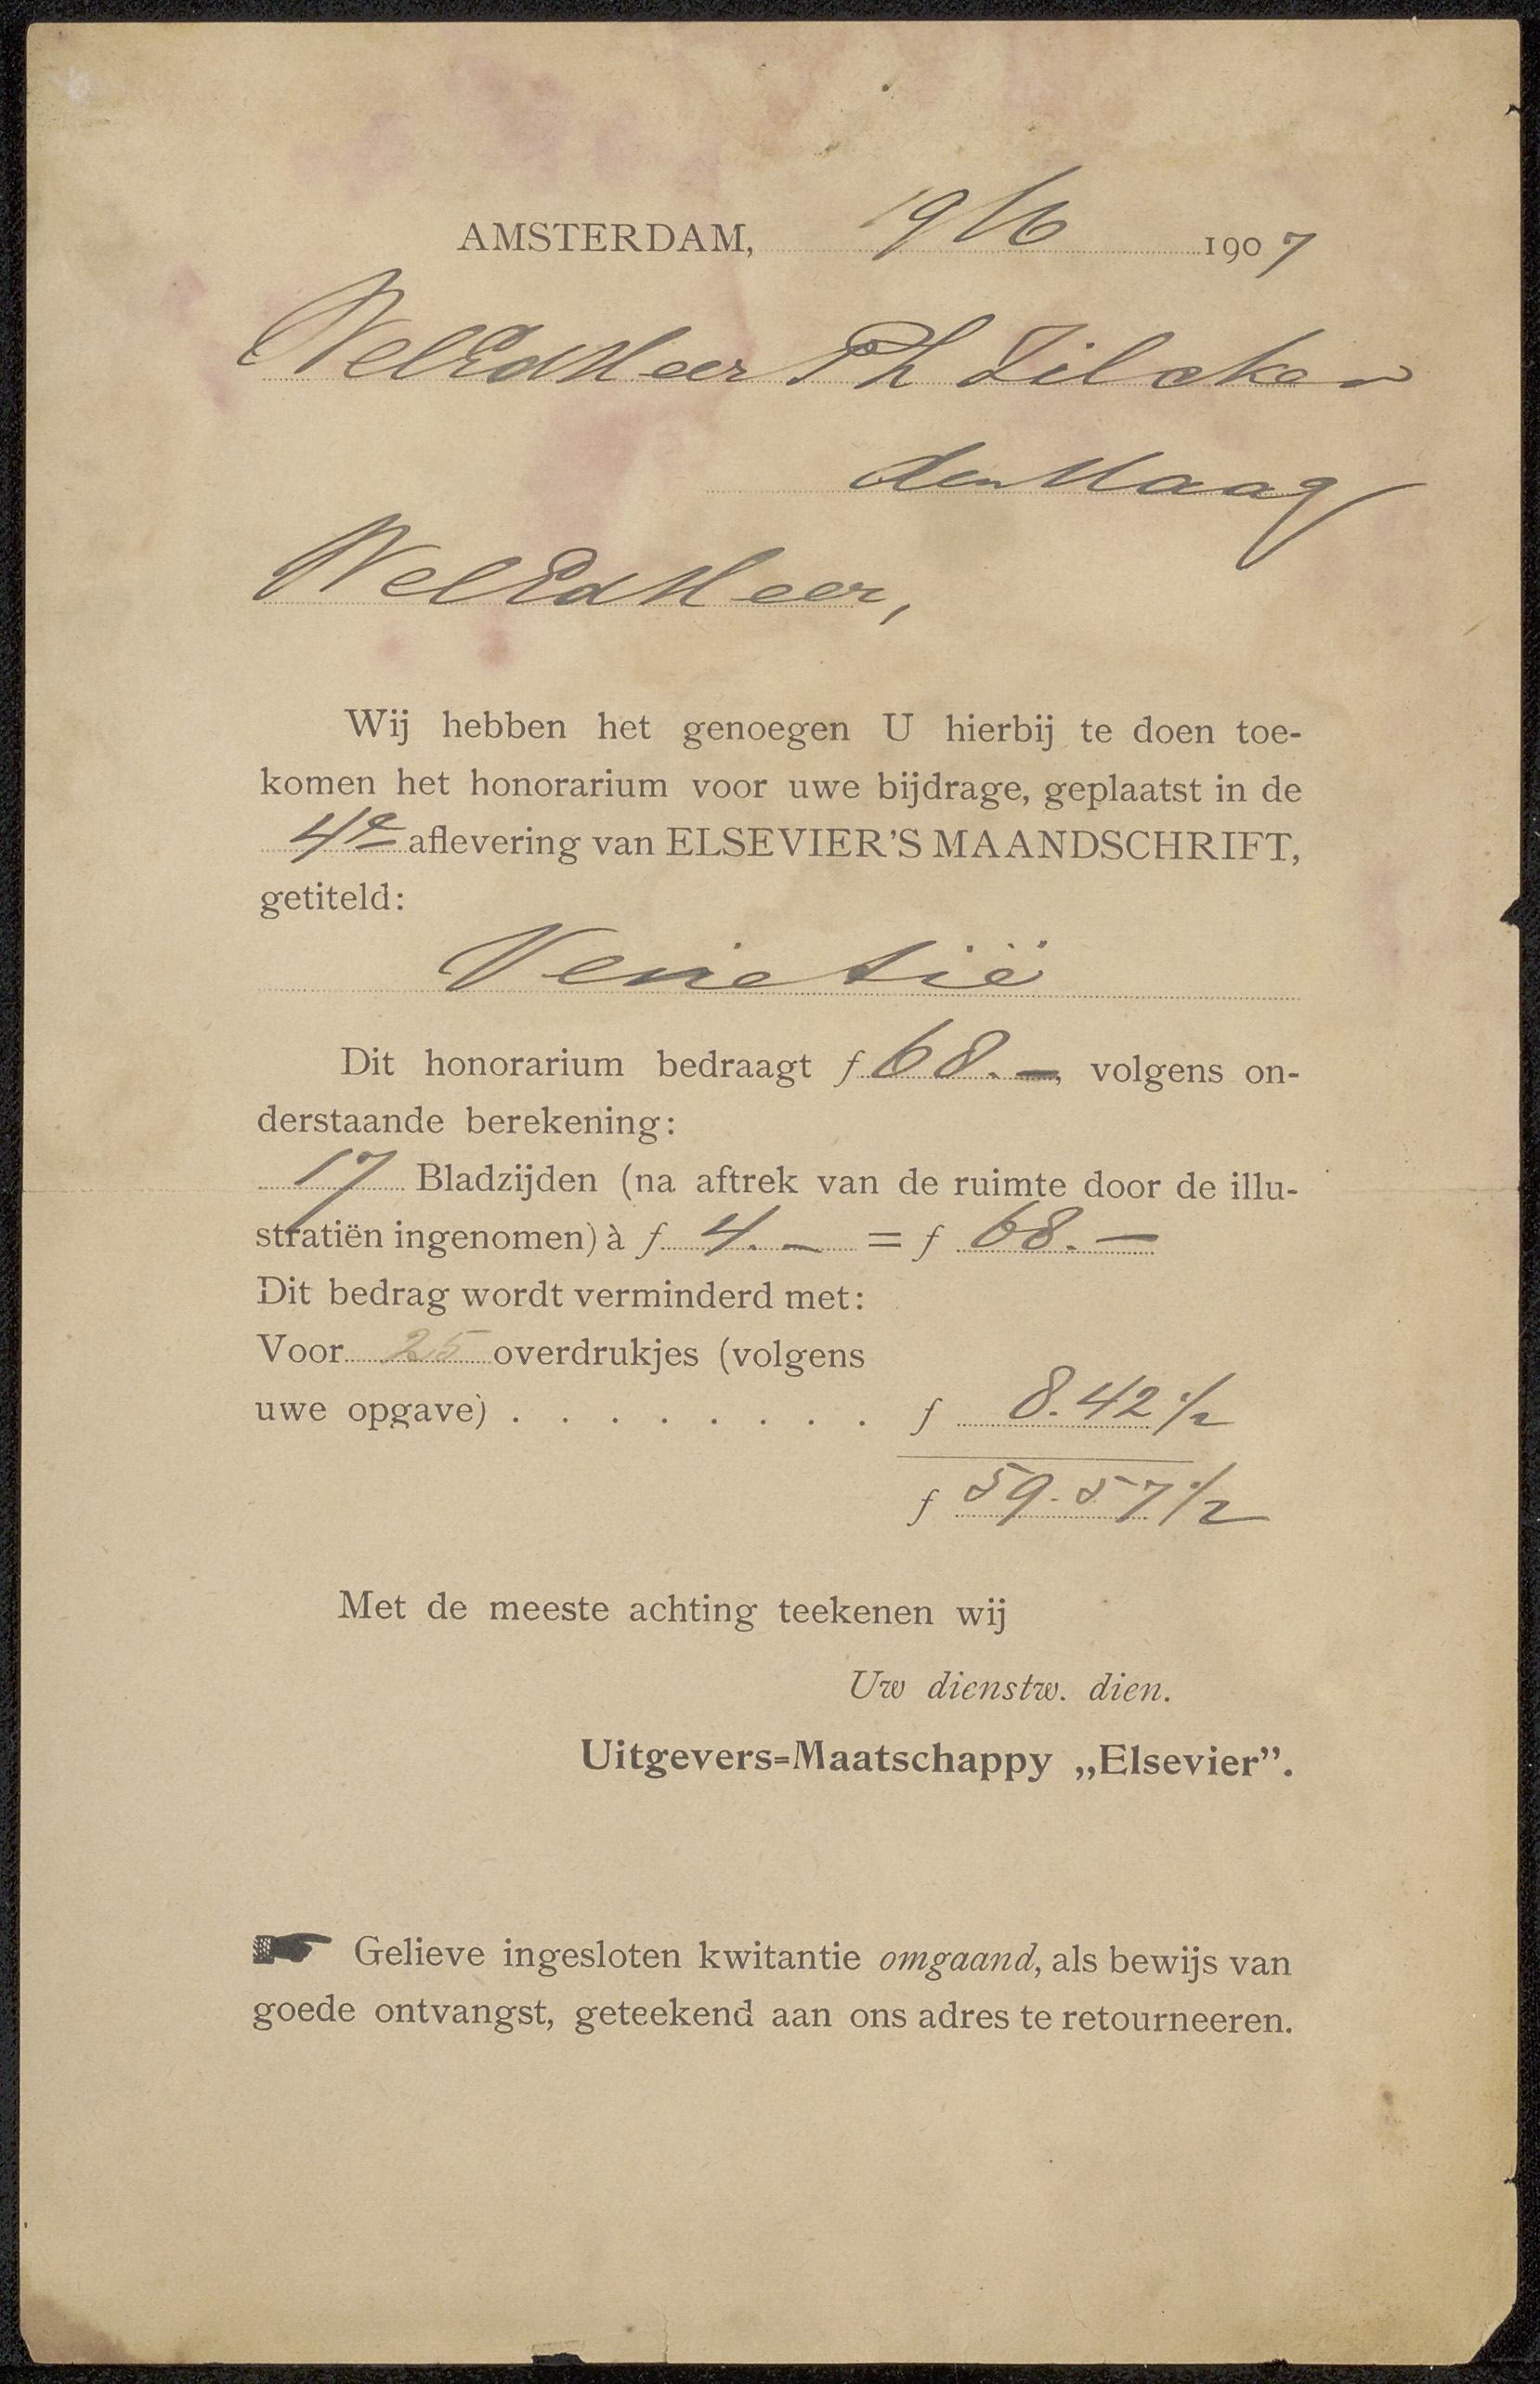 AMSTERDAM, 19/6 1907
WelEdHeer Ph Zilcken
den Haag
WelEdHeer,
Wij hebben het genoegen U hierbij te doen toe-
komen het honorarium voor uwe bijdrage, geplaatst in de
4e aflevering van ELSEVIER'S MAANDSCHRIFT,
getiteld:
Venetië
Dit honorarium bedraagt f 68.—, volgens on-
derstaande berekening:
17 Bladzijden (na aftrek van de ruimte door de illu-
stratiën ingenomen) à f 4.— = f 68.—
Dit bedrag wordt verminderd met:
Voor 25 overdrukjes (volgens
uwe opgave) . . . . . . . . f 8.42 1/2
f 59.57 1/2
Met de meeste achting teekenen wij
Uw dienstw. dien.
Uitgevers=Maatschappy „Elsevier”.
☛ Gelieve ingesloten kwitantie omgaand, als bewijs van
goede ontvangst, geteekend aan ons adres te retourneeren.